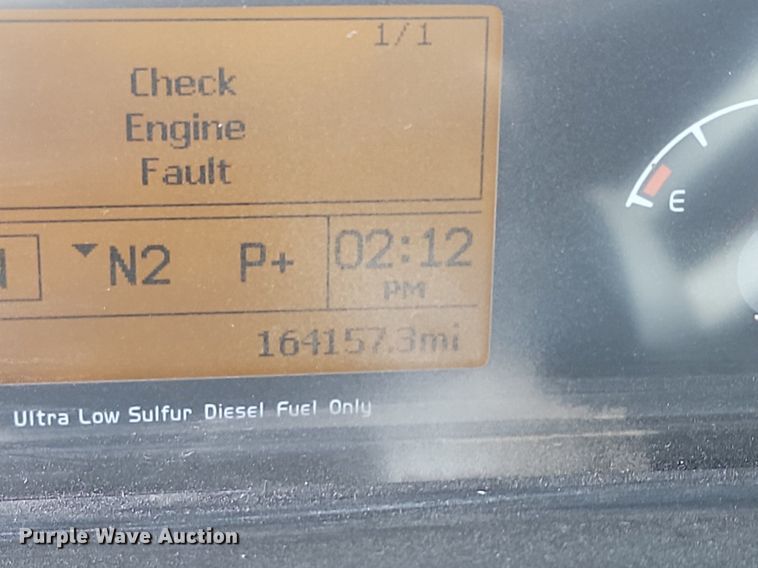 1/1
Check
Engine
Fault
N2 P+ 02:12
PM
164157.3mi
E
Ultra Low Sulfur Diesel Fuel Only
Purple Wave Auction